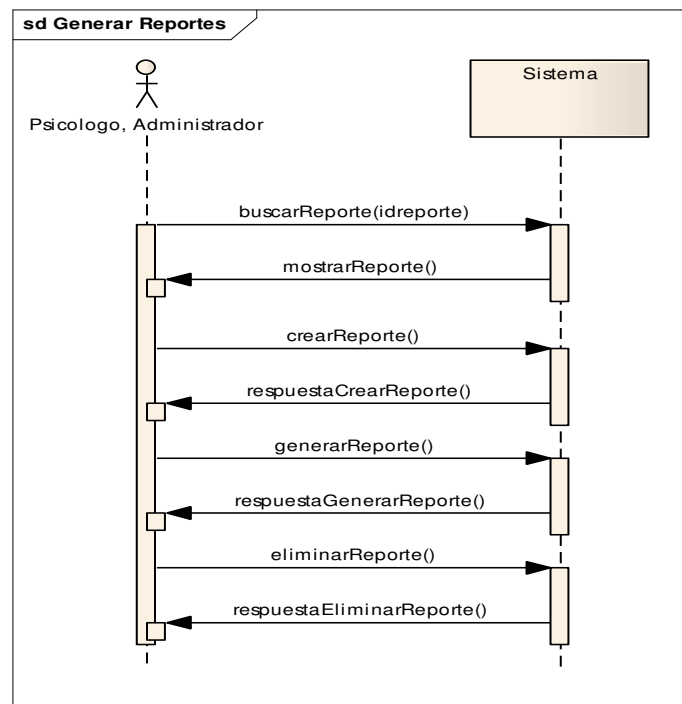 sd Generar Reportes
Sistema
Psicologo, Administrador
buscarReporte(idreporte)
mostrarReporte()
crearReporte()
respuestaCrearReporte()
generarReporte()
respuestaGenerarReporte()
eliminarReporte()
respuestaEliminarReporte()